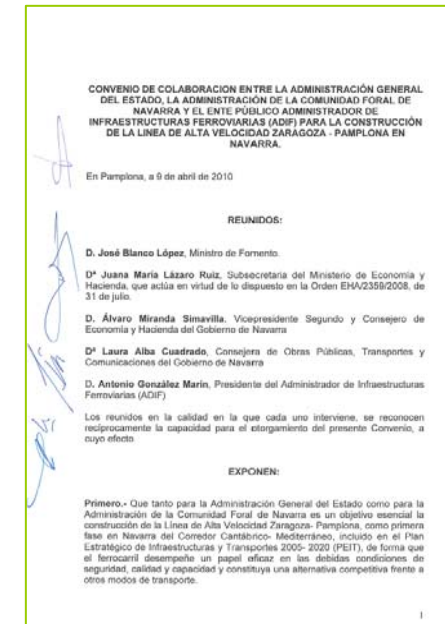 CONVENIO DE COLABORACION ENTRE LA ADMINISTRACIÓN GENERAL
DEL ESTADO, LA ADMINISTRACIÓN DE LA COMUNIDAD FORAL DE
NAVARRA Y EL ENTE PÚBLICO ADMINISTRADOR DE
INFRAESTRUCTURAS FERROVIARIAS (ADIF) PARA LA CONSTRUCCIÓN
DE LA LINEA DE ALTA VELOCIDAD ZARAGOZA - PAMPLONA EN
NAVARRA.
En Pamplona, a 9 de abril de 2010
REUNIDOS:
D. José Blanco López, Ministro de Fomento.
Dª Juana María Lázaro Ruiz, Subsecretaria del Ministerio de Economía y
Hacienda, que actúa en virtud de lo dispuesto en la Orden EHA/2359/2008, de
31 de julio.
D. Álvaro Miranda Simavilla, Vicepresidente Segundo y Consejero de
Economía y Hacienda del Gobierno de Navarra
Dª Laura Alba Cuadrado, Consejera de Obras Públicas, Transportes y
Comunicaciones del Gobierno de Navarra
D. Antonio González Marín, Presidente del Administrador de Infraestructuras
Ferroviarias (ADIF)
Los reunidos en la calidad en la que cada uno interviene, se reconocen
recíprocamente la capacidad para el otorgamiento del presente Convenio, a
cuyo efecto
EXPONEN:
Primero.- Que tanto para la Administración General del Estado como para la
Administración de la Comunidad Foral de Navarra es un objetivo esencial la
construcción de la Línea de Alta Velocidad Zaragoza- Pamplona, como primera
fase en Navarra del Corredor Cantábrico- Mediterráneo, incluido en el Plan
Estratégico de Infraestructuras y Transportes 2005- 2020 (PEIT), de forma que
el ferrocarril desempeñe un papel eficaz en las debidas condiciones de
seguridad, calidad y capacidad y constituya una alternativa competitiva frente a
otros modos de transporte.
1